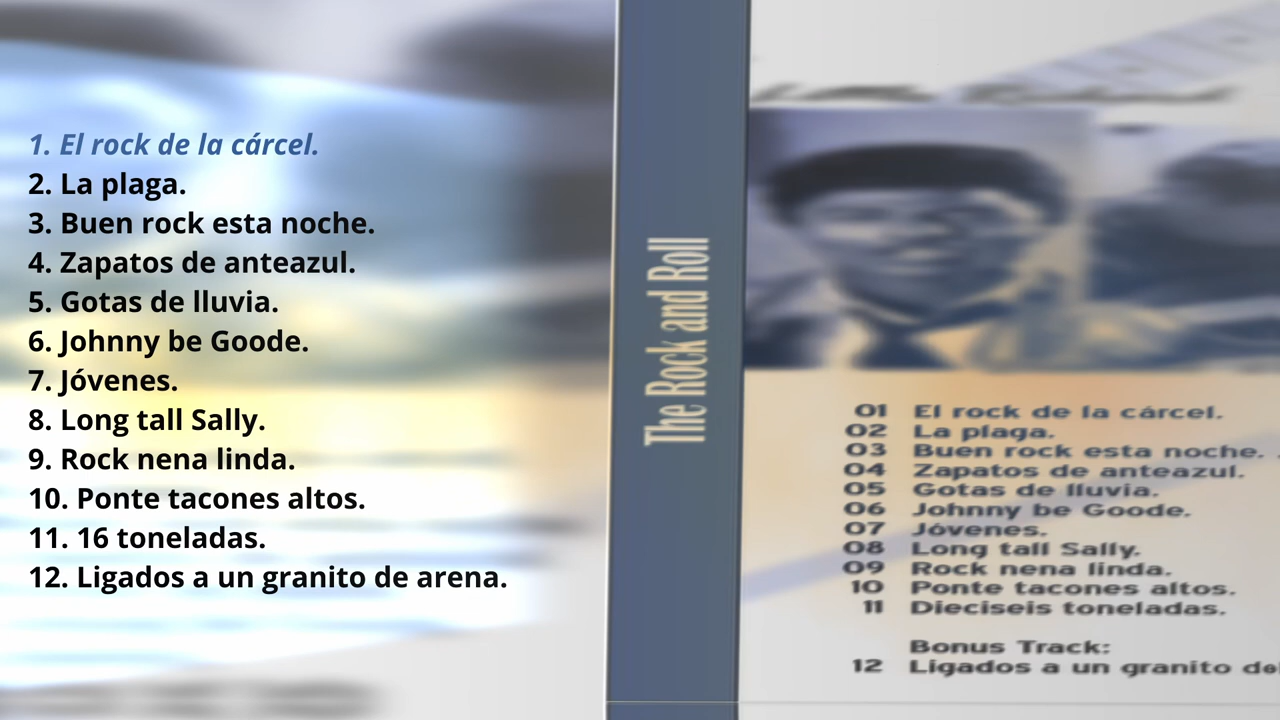 1. El rock de la cárcel.
2. La plaga.
3. Buen rock esta noche.
4. Zapatos de anteazul.
5. Gotas de lluvia.
6. Johnny be Goode.
7. Jóvenes.
8. Long tall Sally.
9. Rock nena linda.
10. Ponte tacones altos.
11. 16 toneladas.
12. Ligados a un granito de arena.
The Rock and Roll
01 El rock de la cárcel.
02 La plaga.
03 Buen rock esta noche.
04 Zapatos de anteazul.
05 Gotas de lluvia.
06 Johnny be Goode.
07 Jóvenes.
08 Long tall Sally.
09 Rock nena linda.
10 Ponte tacones altos.
11 Dieciseis toneladas.
Bonus Track:
12 Ligados a un granito de